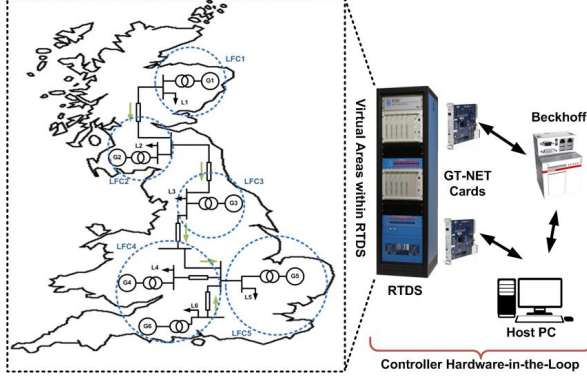 LFC1
G1
L1
L2
G2
LFC2
L3
LFC3
G3
LFC4
L4
G4
G5
L5
L6
G6
LFC5
Virtual Areas within RTDS
RTDS
GT-NET
Cards
Beckhoff
Host PC
Controller Hardware-in-the-Loop